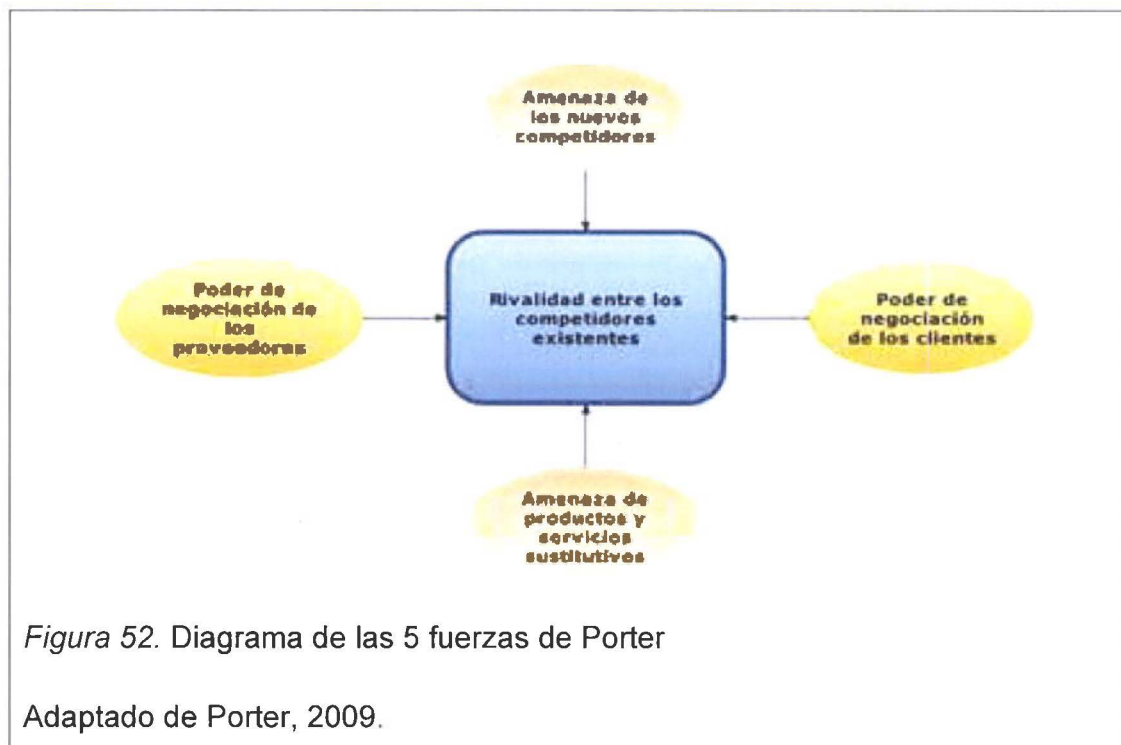 Amenaza de
los nuevos
competidores
Poder de
negociación de
los
proveedores
Rivalidad entre los
competidores
existentes
Poder de
negociación
de los clientes
Amenaza de
productos y
servicios
sustitutivos
Figura 52. Diagrama de las 5 fuerzas de Porter
Adaptado de Porter, 2009.